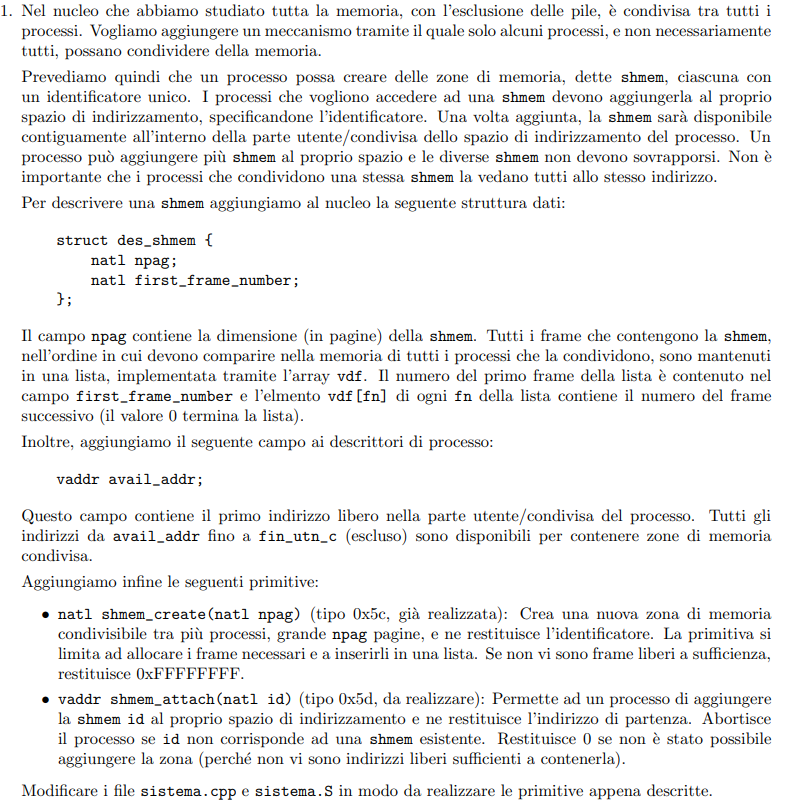 1. Nel nucleo che abbiamo studiato tutta la memoria, con l'esclusione delle pile, è condivisa tra tutti i
processi. Vogliamo aggiungere un meccanismo tramite il quale solo alcuni processi, e non necessariamente
tutti, possano condividere della memoria.
Prevediamo quindi che un processo possa creare delle zone di memoria, dette shmem, ciascuna con
un identificatore unico. I processi che vogliono accedere ad una shmem devono aggiungerla al proprio
spazio di indirizzamento, specificandone l'identificatore. Una volta aggiunta, la shmem sarà disponibile
contiguamente all'interno della parte utente/condivisa dello spazio di indirizzamento del processo. Un
processo può aggiungere più shmem al proprio spazio e le diverse shmem non devono sovrapporsi. Non è
importante che i processi che condividono una stessa shmem la vedano tutti allo stesso indirizzo.
Per descrivere una shmem aggiungiamo al nucleo la seguente struttura dati:
struct des_shmem {
    natl npag;
    natl first_frame_number;
};
Il campo npag contiene la dimensione (in pagine) della shmem. Tutti i frame che contengono la shmem,
nell'ordine in cui devono comparire nella memoria di tutti i processi che la condividono, sono mantenuti
in una lista, implementata tramite l'array vdf. Il numero del primo frame della lista è contenuto nel
campo first_frame_number e l'elmento vdf[fn] di ogni fn della lista contiene il numero del frame
successivo (il valore 0 termina la lista).
Inoltre, aggiungiamo il seguente campo ai descrittori di processo:
vaddr avail_addr;
Questo campo contiene il primo indirizzo libero nella parte utente/condivisa del processo. Tutti gli
indirizzi da avail_addr fino a fin_utn_c (escluso) sono disponibili per contenere zone di memoria
condivisa.
Aggiungiamo infine le seguenti primitive:
• natl shmem_create(natl npag) (tipo 0x5c, già realizzata): Crea una nuova zona di memoria
condivisibile tra più processi, grande npag pagine, e ne restituisce l'identificatore. La primitiva si
limita ad allocare i frame necessari e a inserirli in una lista. Se non vi sono frame liberi a sufficienza,
restituisce 0xFFFFFFFF.
• vaddr shmem_attach(natl id) (tipo 0x5d, da realizzare): Permette ad un processo di aggiungere
la shmem id al proprio spazio di indirizzamento e ne restituisce l'indirizzo di partenza. Abortisce
il processo se id non corrisponde ad una shmem esistente. Restituisce 0 se non è stato possibile
aggiungere la zona (perché non vi sono indirizzi liberi sufficienti a contenerla).
Modificare i file sistema.cpp e sistema.S in modo da realizzare le primitive appena descritte.